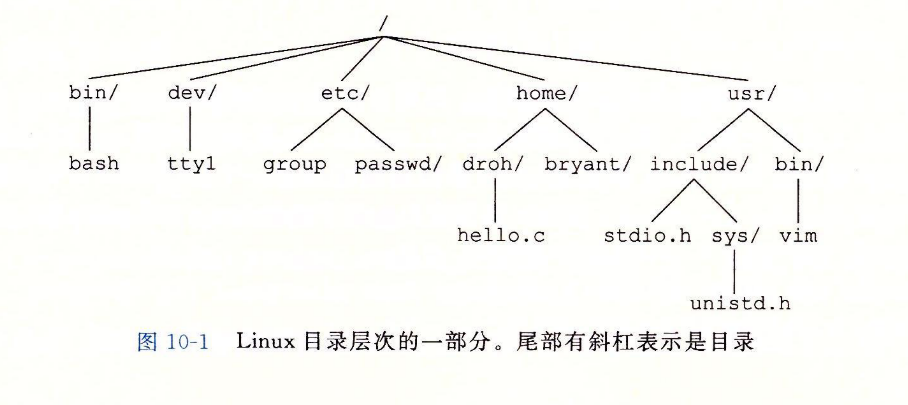 /
bin/ dev/ etc/ home/ usr/
bash tty1 group passwd/ droh/ bryant/ include/ bin/
hello.c stdio.h sys/ vim
unistd.h
图 10-1 Linux 目录层次的一部分。尾部有斜杠表示是目录